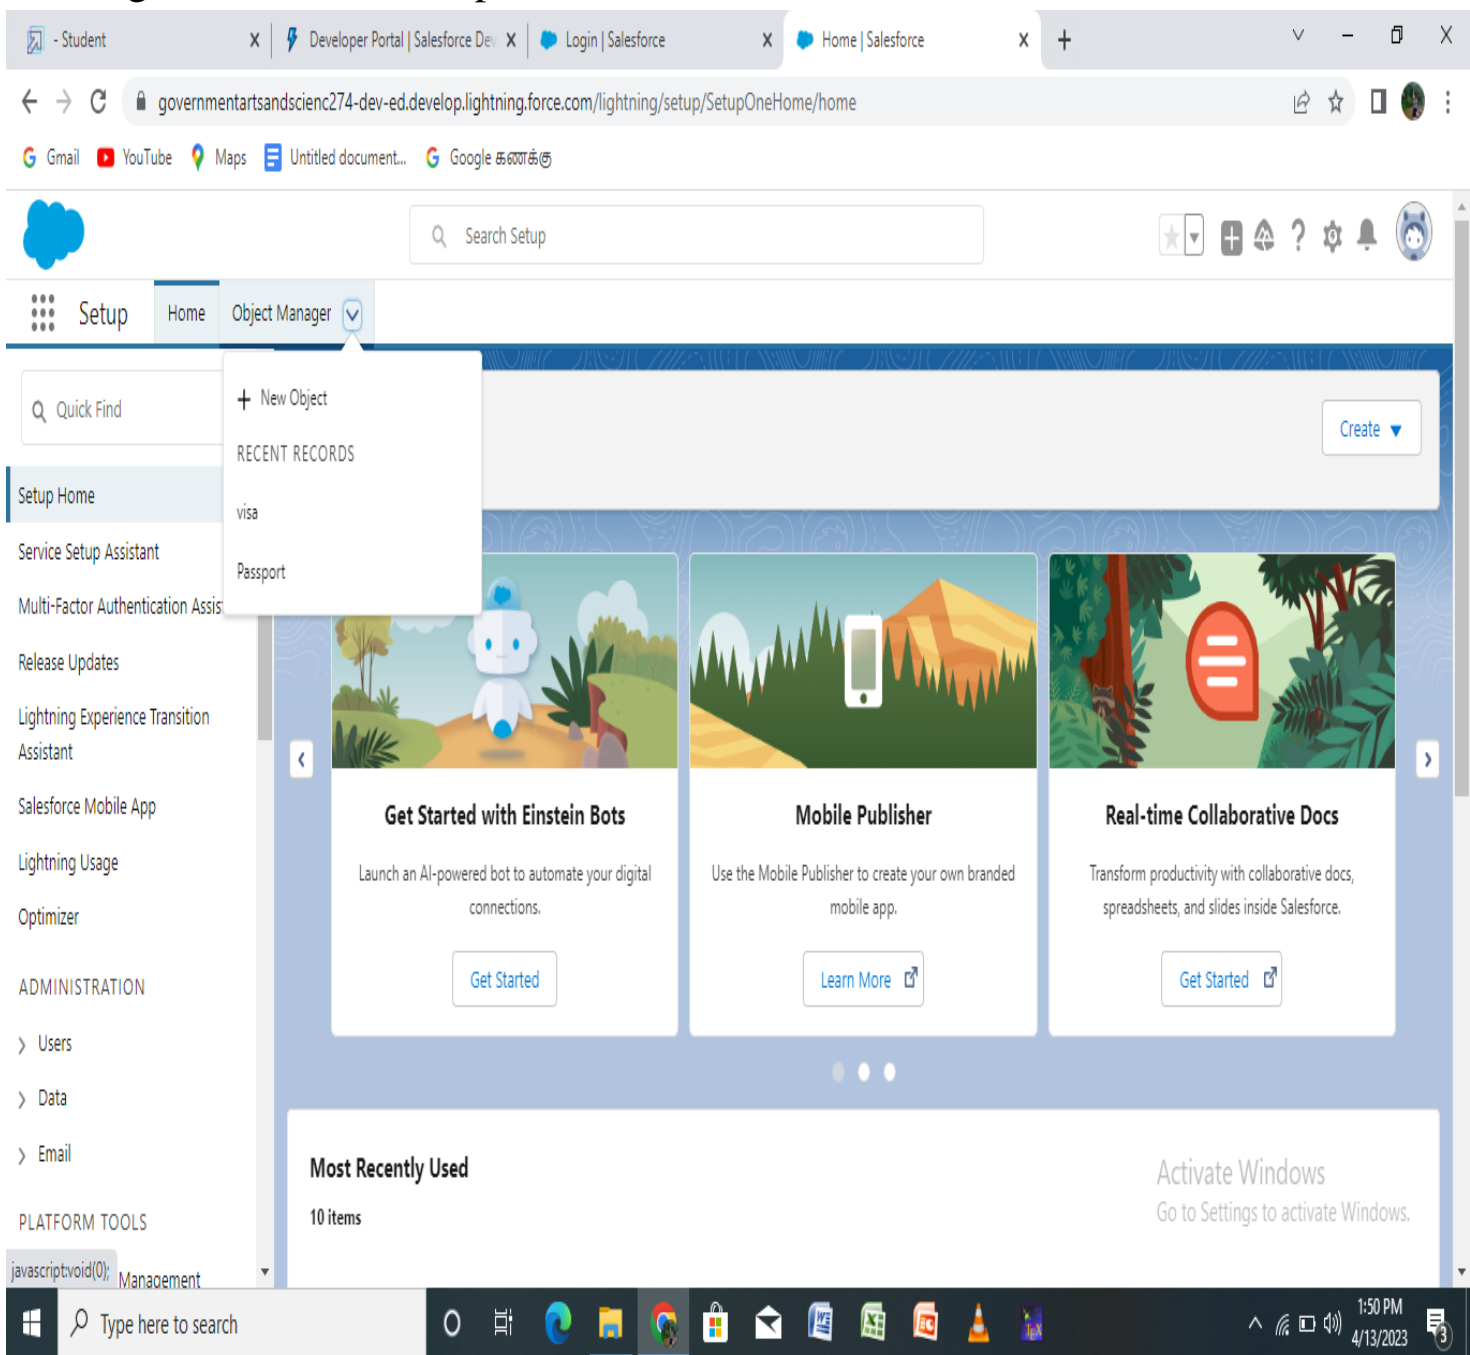 - Student
Developer Portal | Salesforce Dev
Login | Salesforce
Home | Salesforce
governmentartsandscienc274-dev-ed.develop.lightning.force.com/lightning/setup/SetupOneHome/home
Gmail
YouTube
Maps
Untitled document...
Google கணக்கு
Search Setup
Setup
Home
Object Manager
Quick Find
New Object
RECENT RECORDS
visa
Passport
Create
Setup Home
Service Setup Assistant
Multi-Factor Authentication Assis
Release Updates
Lightning Experience Transition
Assistant
Salesforce Mobile App
Lightning Usage
Optimizer
ADMINISTRATION
Users
Data
Email
PLATFORM TOOLS
Management
javascript:void(0);
Get Started with Einstein Bots
Launch an AI-powered bot to automate your digital
connections.
Get Started
Mobile Publisher
Use the Mobile Publisher to create your own branded
mobile app.
Learn More
Real-time Collaborative Docs
Transform productivity with collaborative docs,
spreadsheets, and slides inside Salesforce.
Get Started
Most Recently Used
10 items
Activate Windows
Go to Settings to activate Windows.
Type here to search
1:50 PM
4/13/2023
3